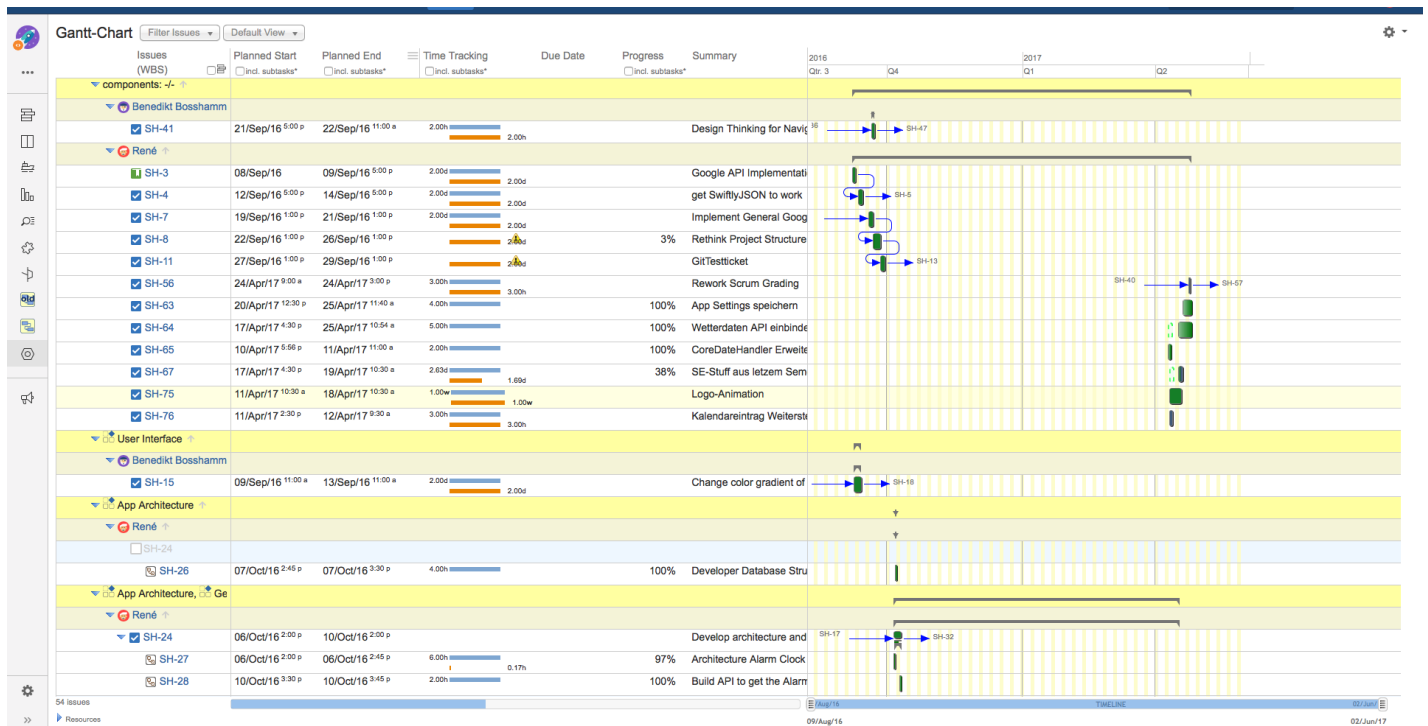 Gantt-Chart Filter Issues Default View
Issues (WBS) Planned Start Planned End Time Tracking Due Date Progress Summary 2016 2017
incl. subtasks* incl. subtasks* incl. subtasks* incl. subtasks* Qtr. 3 Q4 Q1 Q2
components: -/-
Benedikt Bosshamm
SH-41 21/Sep/16 5:00 p 22/Sep/16 11:00 a 2.00h 2.00h Design Thinking for Navig SH-47
René
SH-3 08/Sep/16 09/Sep/16 5:00 p 2.00d 2.00d Google API Implementati
SH-4 12/Sep/16 5:00 p 14/Sep/16 5:00 p 2.00d 2.00d get SwiftlyJSON to work SH-5
SH-7 19/Sep/16 1:00 p 21/Sep/16 1:00 p 2.00d 2.00d Implement General Goog
SH-8 22/Sep/16 1:00 p 26/Sep/16 1:00 p 2.00d 3% Rethink Project Structure
SH-11 27/Sep/16 1:00 p 29/Sep/16 1:00 p 2.00d GitTestticket SH-13
SH-56 24/Apr/17 9:00 a 24/Apr/17 3:00 p 3.00h 3.00h Rework Scrum Grading SH-40 SH-57
SH-63 20/Apr/17 12:30 p 25/Apr/17 11:40 a 4.00h 100% App Settings speichern
SH-64 17/Apr/17 4:30 p 25/Apr/17 10:54 a 5.00h 100% Wetterdaten API einbinde
SH-65 10/Apr/17 5:56 p 11/Apr/17 11:00 a 2.00h 100% CoreDateHandler Erweite
old
SH-67 17/Apr/17 4:30 p 19/Apr/17 10:30 a 2.63d 1.69d 38% SE-Stuff aus letzem Sem
SH-75 11/Apr/17 10:30 a 18/Apr/17 10:30 a 1.00w 1.00w Logo-Animation
SH-76 11/Apr/17 2:30 p 12/Apr/17 9:30 a 3.00h 3.00h Kalendareintrag Weiterste
User Interface
Benedikt Bosshamm
SH-15 09/Sep/16 11:00 a 13/Sep/16 11:00 a 2.00d 2.00d Change color gradient of SH-18
App Architecture
René
SH-24
SH-26 07/Oct/16 2:45 p 07/Oct/16 3:30 p 4.00h 100% Developer Database Stru
App Architecture, Ge
René
SH-24 06/Oct/16 2:00 p 10/Oct/16 2:00 p Develop architecture and SH-17 SH-32
SH-27 06/Oct/16 2:00 p 06/Oct/16 2:45 p 6.00h 0.17h 97% Architecture Alarm Clock
SH-28 10/Oct/16 3:30 p 10/Oct/16 3:45 p 2.00h 100% Build API to get the Alarm
54 issues /Aug/16 TIMELINE 02/Jun/
Resources 09/Aug/16 02/Jun/17